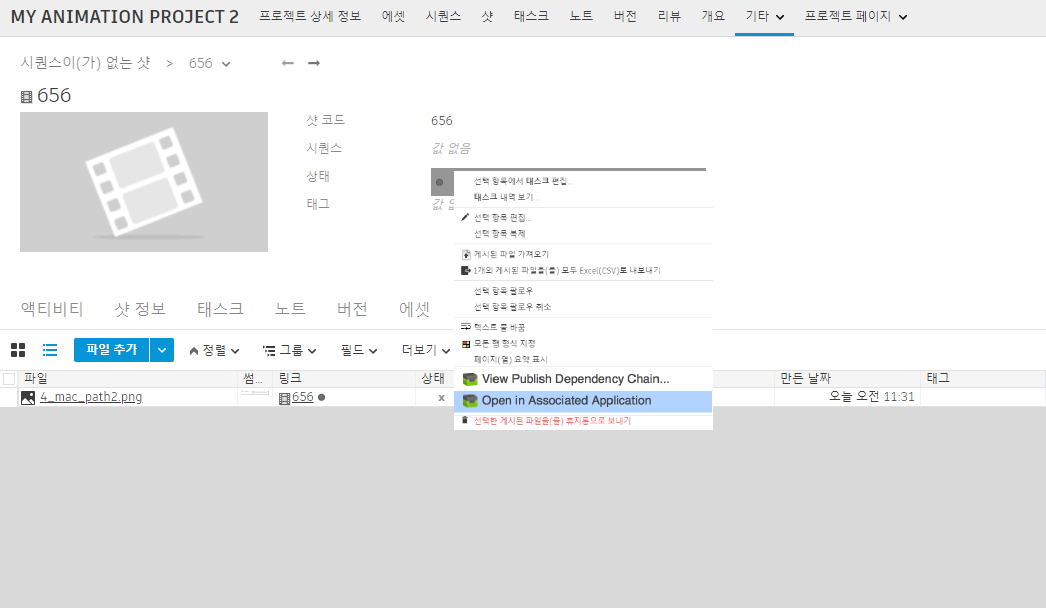 MY ANIMATION PROJECT 2 프로젝트 상세 정보 에셋 시퀀스 샷 태스크 노트 버전 리뷰 개요 기타 프로젝트 페이지
시퀀스이(가) 없는 샷 > 656
656
샷 코드 656
시퀀스 값 없음
상태
태그 값
선택 항목에서 태스크 편집...
태스크 내역 보기...
선택 항목 편집...
선택 항목 복제
게시된 파일 가져오기
1개의 게시된 파일을(를) 모두 Excel(CSV)로 내보내기
선택 항목 팔로우
선택 항목 팔로우 취소
텍스트 줄 바꿈
모든 행 형식 지정
페이지(열) 요약 표시
View Publish Dependency Chain...
Open in Associated Application
선택한 게시된 파일을(를) 휴지통으로 보내기
액티비티 샷 정보 태스크 노트 버전 에셋
파일 추가 정렬 그룹 필드 더보기
파일 썸... 링크 상태 만든 날짜 태그
4_mac_path2.png 656 x 오늘 오전 11:31